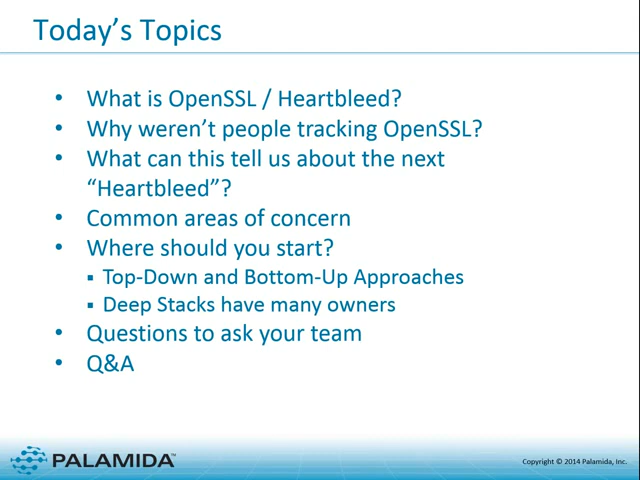 Today's Topics
• What is OpenSSL / Heartbleed?
• Why weren't people tracking OpenSSL?
• What can this tell us about the next
“Heartbleed”?
• Common areas of concern
• Where should you start?
▪ Top-Down and Bottom-Up Approaches
▪ Deep Stacks have many owners
• Questions to ask your team
• Q&A
PALAMIDA™
Copyright © 2014 Palamida, Inc.